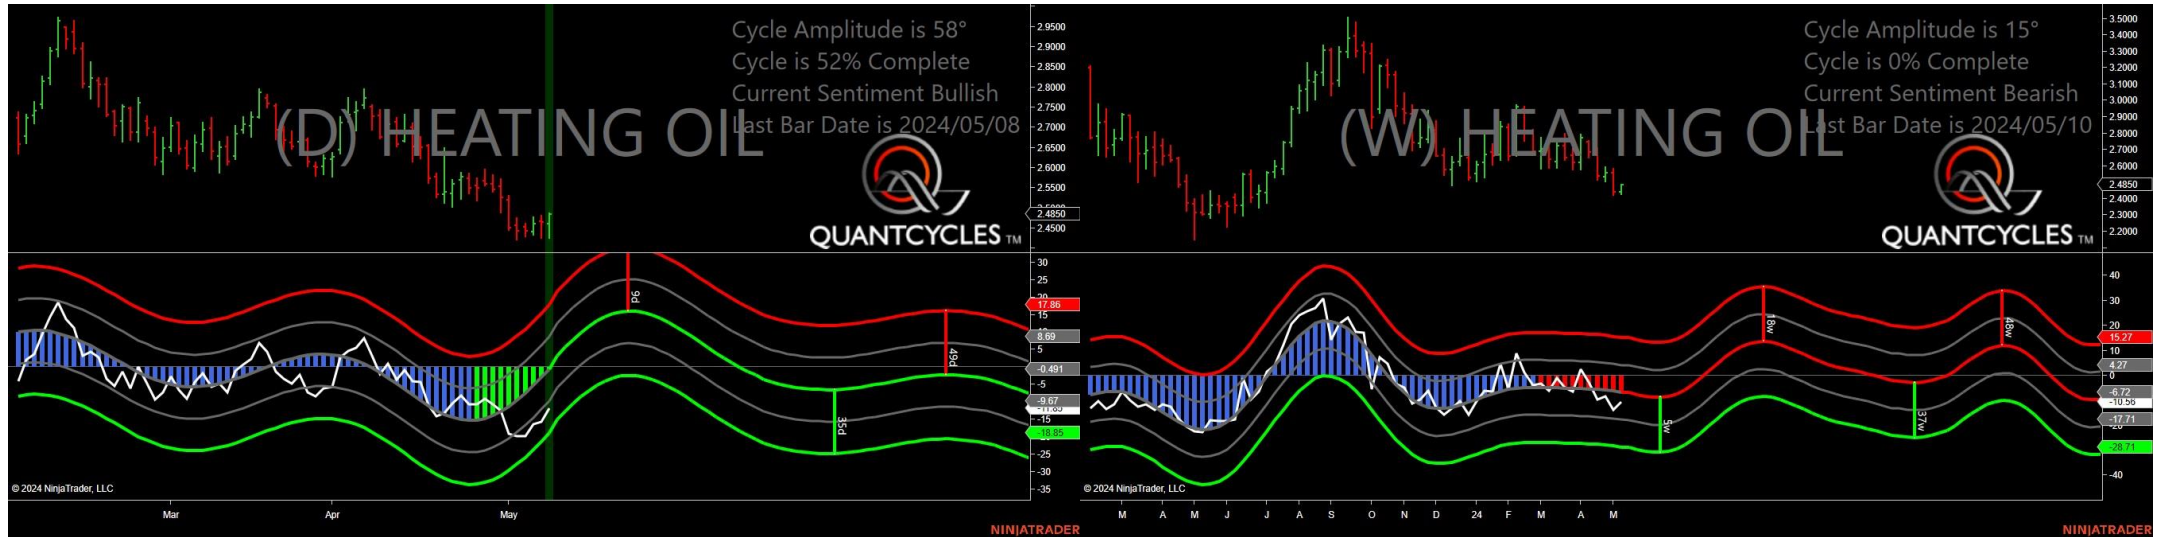 Cycle Amplitude is 58°
Cycle is 52% Complete
Current Sentiment Bullish
Last Bar Date is 2024/05/08
(D) HEATING OIL
QUANTCYCLES TM
2.9500
2.9000
2.8500
2.8000
2.7500
2.7000
2.6500
2.6000
2.5500
2.4850
2.4500
30
25
20
17.86
15
8.69
5
-0.491
-5
-9.67
-11.85
-15
-18.85
-25
-30
-35
9d
35d
49d
© 2024 NinjaTrader, LLC
Mar Apr May
NINJATRADER
Cycle Amplitude is 15°
Cycle is 0% Complete
Current Sentiment Bearish
Last Bar Date is 2024/05/10
(W) HEATING OIL
QUANTCYCLES TM
3.5000
3.4000
3.3000
3.2000
3.1000
3.0000
2.9000
2.8000
2.7000
2.6000
2.4850
2.4000
2.3000
2.2000
40
30
20
15.27
10
4.27
0
-6.72
-10.56
-17.71
-28.71
-40
5w
18w
37w
48w
© 2024 NinjaTrader, LLC
M A M J J A S O N D 24 F M A M
NINJATRADER